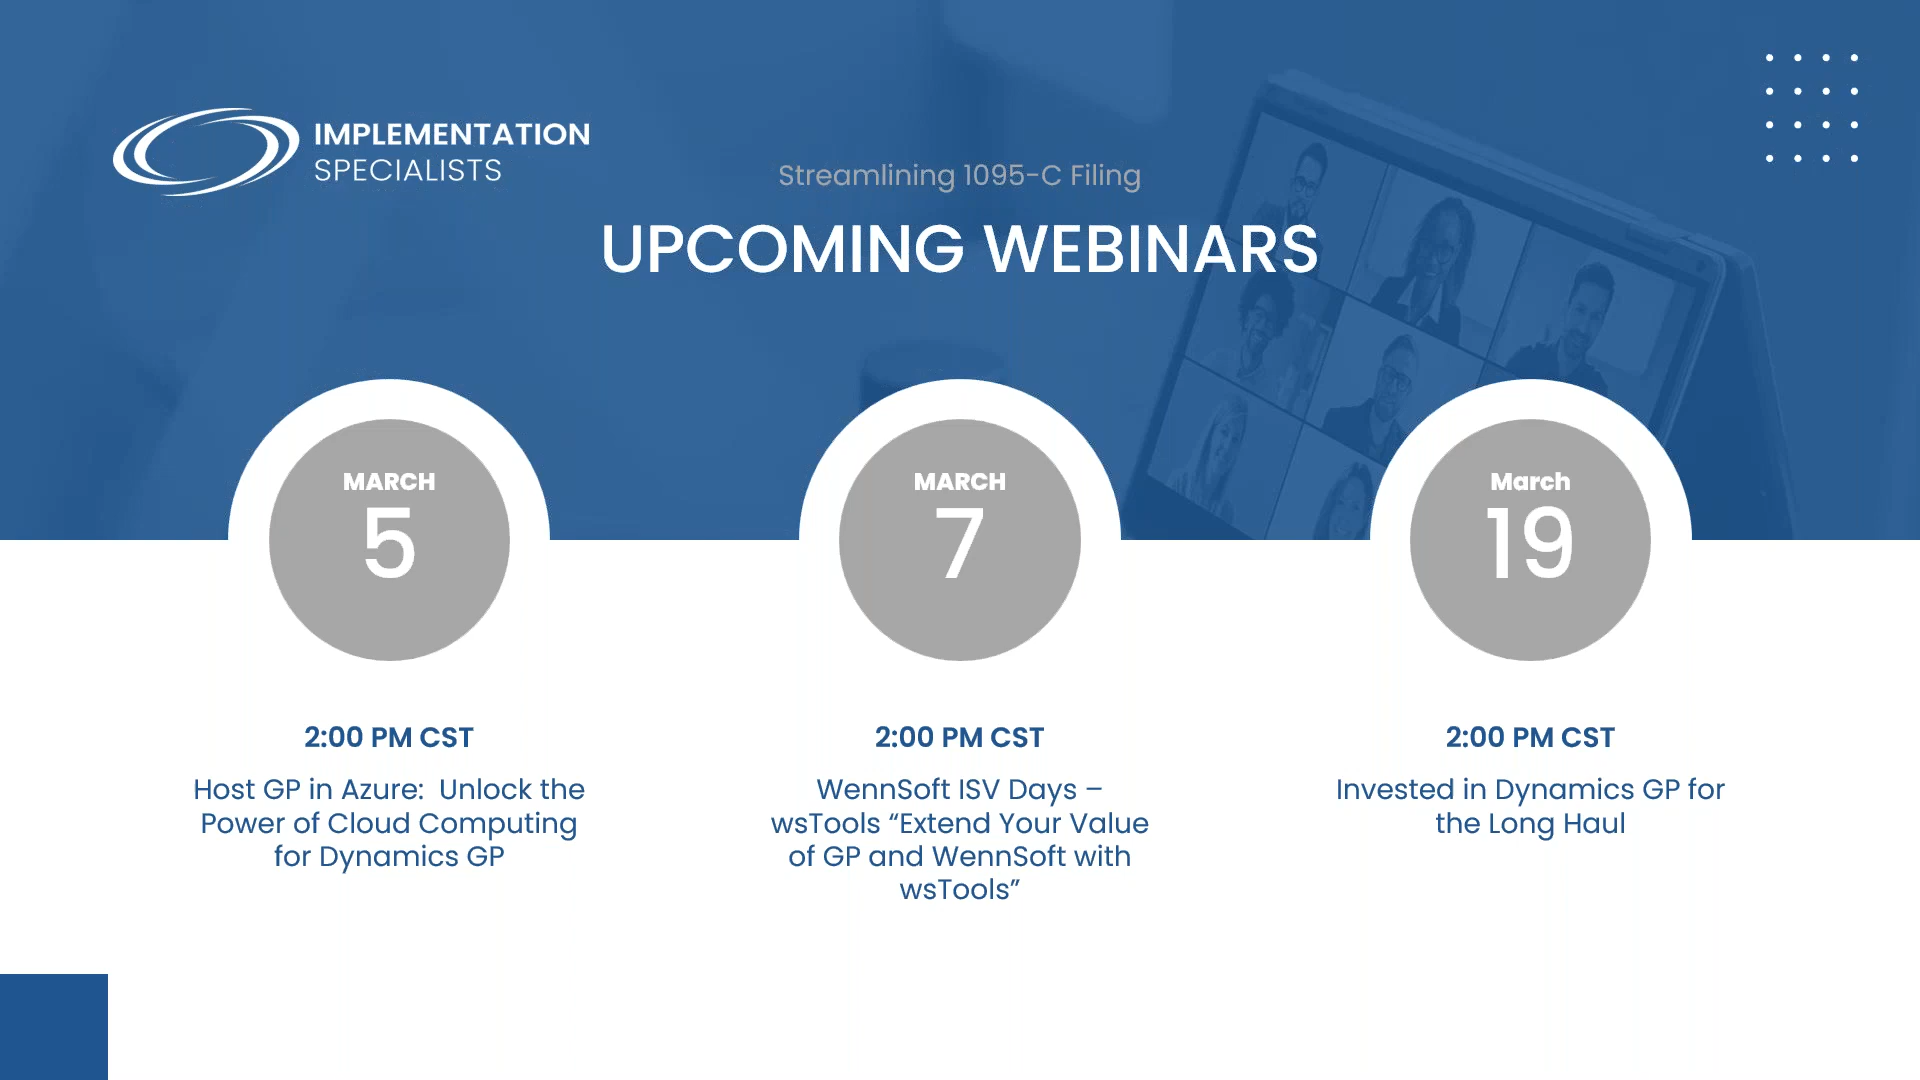 IMPLEMENTATION
SPECIALISTS
Streamlining 1095-C Filing
UPCOMING WEBINARS
MARCH
5
2:00 PM CST
Host GP in Azure:  Unlock the
Power of Cloud Computing
for Dynamics GP
MARCH
7
2:00 PM CST
WennSoft ISV Days –
wsTools “Extend Your Value
of GP and WennSoft with
wsTools”
March
19
2:00 PM CST
Invested in Dynamics GP for
the Long Haul